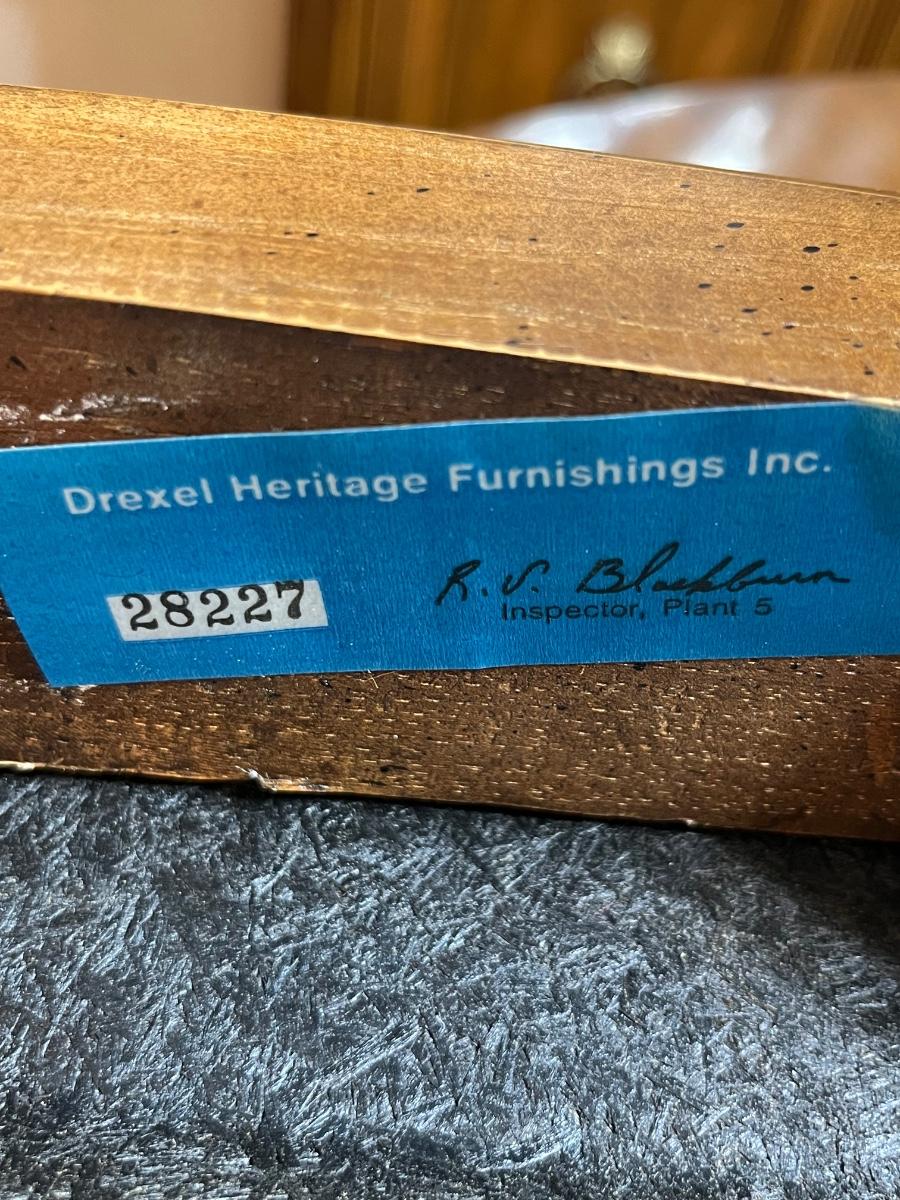 Drexel Heritage Furnishings Inc.
28227
R. V. Blackburn
Inspector, Plant 5